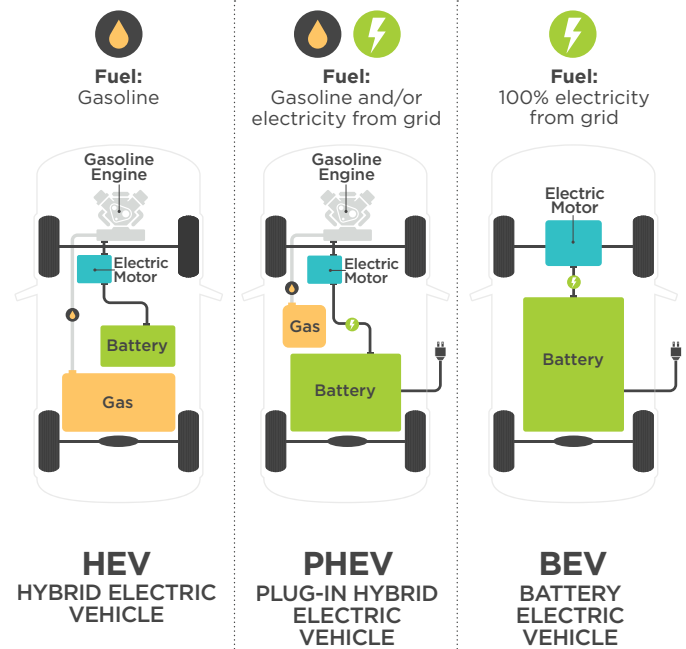 Fuel:
Gasoline
Gasoline
Engine
Electric
Motor
Battery
Gas
HEV
HYBRID ELECTRIC
VEHICLE
Fuel:
Gasoline and/or
electricity from grid
Gasoline
Engine
Electric
Motor
Gas
Battery
PHEV
PLUG-IN HYBRID
ELECTRIC
VEHICLE
Fuel:
100% electricity
from grid
Electric
Motor
Battery
BEV
BATTERY
ELECTRIC
VEHICLE